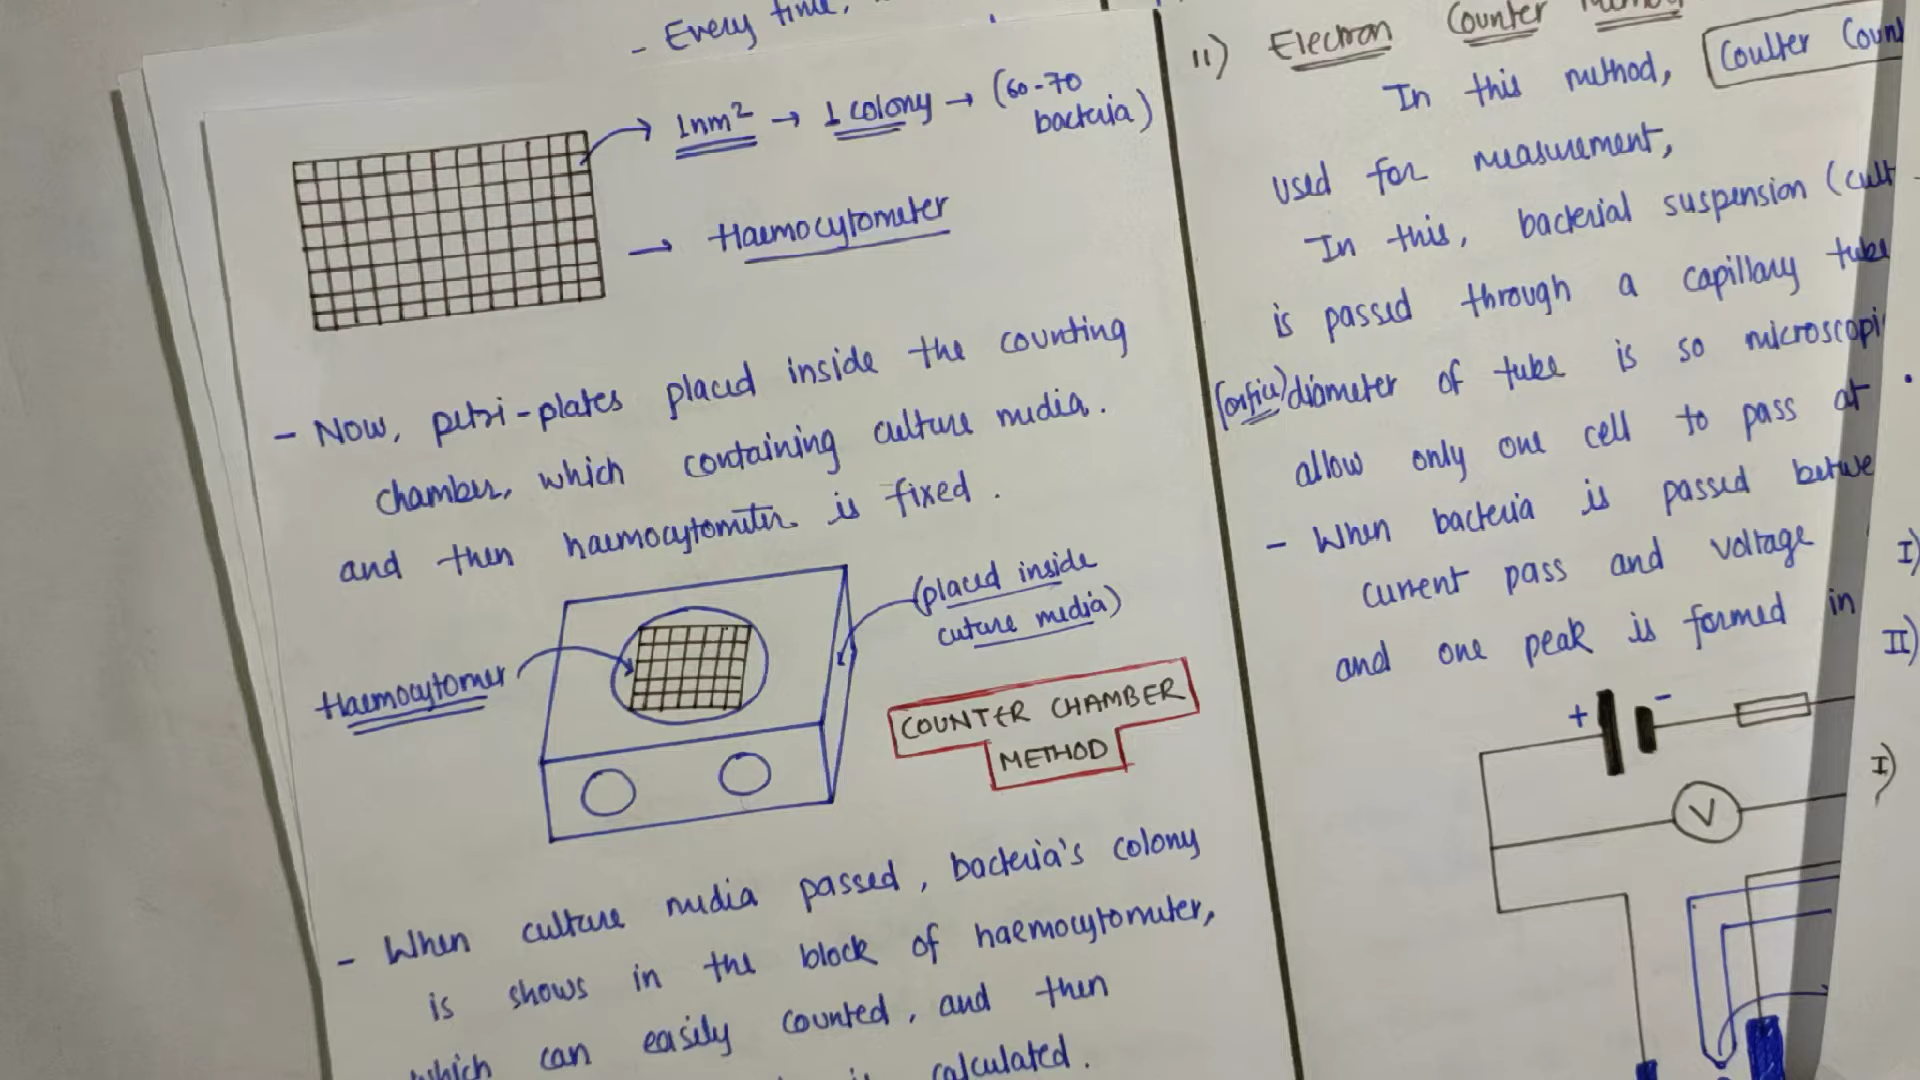 - Every time,
1nm² → 1 colony → (60-70
bacteria)
→ Haemocytometer
- Now, petri-plates placed inside the counting
chamber, which containing culture media.
and then haemocytometer is fixed.
(placed inside
cuture media)
Haemocytomer
COUNTER CHAMBER
METHOD
- When culture media passed, bacteria's colony
is shows in the block of haemocytometer,
which can easily counted, and then
calculated.
II) Electron Counter
In this method, Coulter
used for measurement,
In this, bacterial suspension (cult
is passed through a capillary tube
(orifice) diameter of tube is so microscopi
allow only one cell to pass at
- When bacteria is passed betwe
current pass and voltage
and one peak is formed in
+ -
V
I)
II)
I)